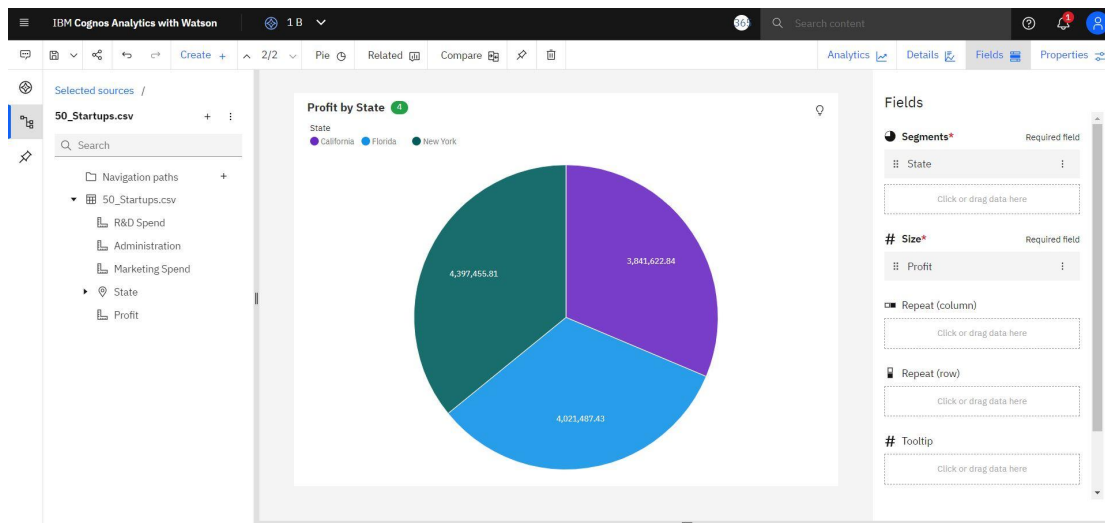 IBM Cognos Analytics with Watson
1 B
Search content
1
2/2
Create +
Pie
Related
Compare
Analytics
Details
Fields
Properties
Selected sources /
50_Startups.csv
Search
Navigation paths
50_Startups.csv
R&D Spend
Administration
Marketing Spend
State
Profit
Profit by State 4
State
California Florida New York
4,397,455.81
3,841,622.84
4,021,487.43
Fields
Segments* Required field
State
Click or drag data here
# Size* Required field
Profit
Repeat (column)
Click or drag data here
Repeat (row)
Click or drag data here
# Tooltip
Click or drag data here